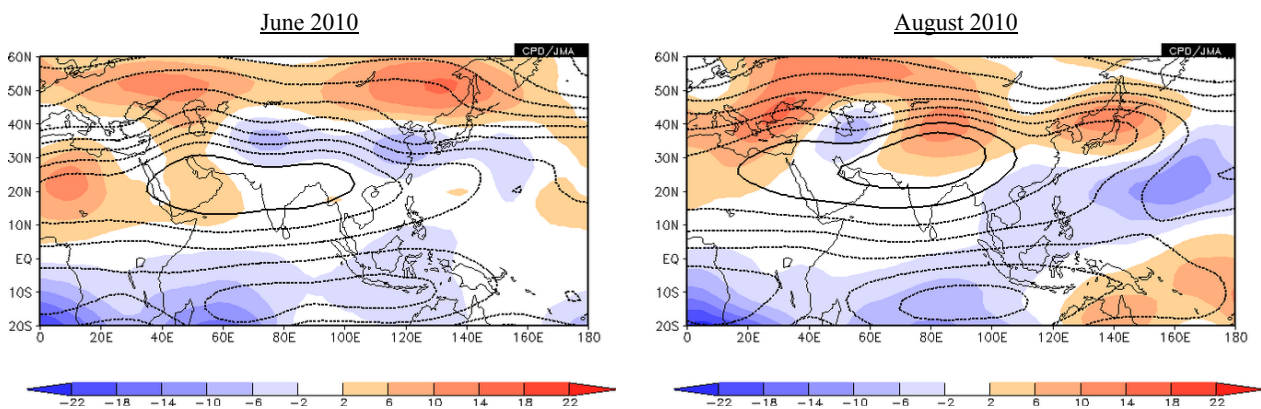 June 2010
August 2010
CPD/JMA
CPD/JMA
60N
50N
40N
30N
20N
10N
EQ
10S
20S
0 20E 40E 60E 80E 100E 120E 140E 160E 180
60N
50N
40N
30N
20N
10N
EQ
10S
20S
0 20E 40E 60E 80E 100E 120E 140E 160E 180
-22 -18 -14 -10 -6 -2 2 6 10 14 18 22
-22 -18 -14 -10 -6 -2 2 6 10 14 18 22